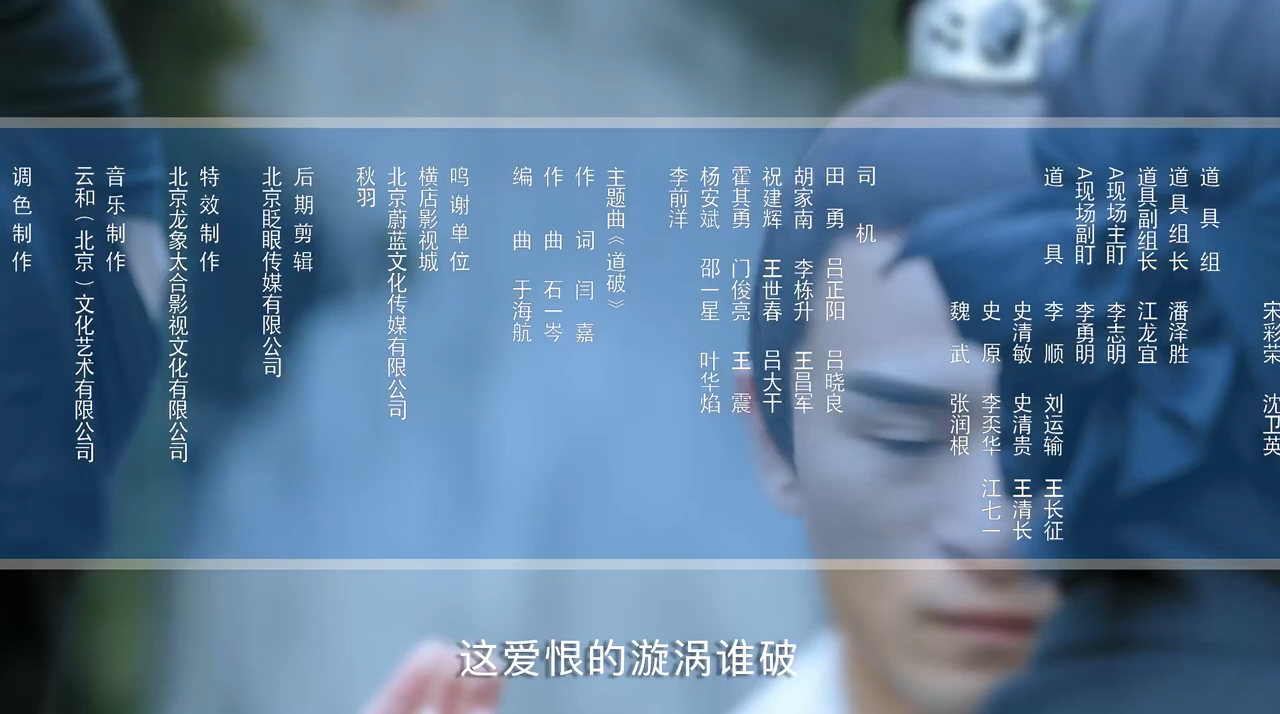 宋彩荣 沈卫英
道具组
道具组长 潘泽胜
道具副组长 江龙宜
A现场主盯 李志明
A现场副盯 李勇明
道具 李顺 刘运输 王长征
史清敏 史清贵 王清长
史原 李奀华 江七一
魏武 张润根
司机
田勇 吕正阳 吕晓良
胡家南 李栋升 王昌军
祝建辉 王世春 吕大干
霍其勇 门俊亮 王震
杨安斌 邵一星 叶华焰
李前洋
主题曲《道破》
作词 闫嘉
作曲 石一岑
编曲 于海航
鸣谢单位
横店影视城
北京蔚蓝文化传媒有限公司
秋羽
后期剪辑
北京眨眼传媒有限公司
特效制作
北京龙象太合影视文化有限公司
音乐制作
云和（北京）文化艺术有限公司
调色制作
这爱恨的漩涡谁破